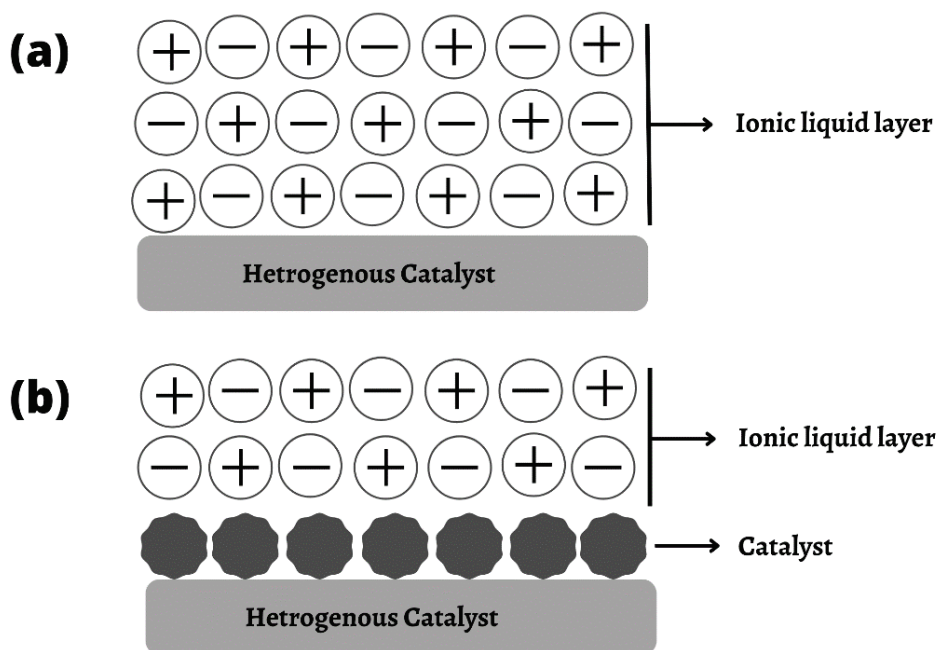 (a)
Ionic liquid layer
Hetrogenous Catalyst
(b)
Ionic liquid layer
Catalyst
Hetrogenous Catalyst